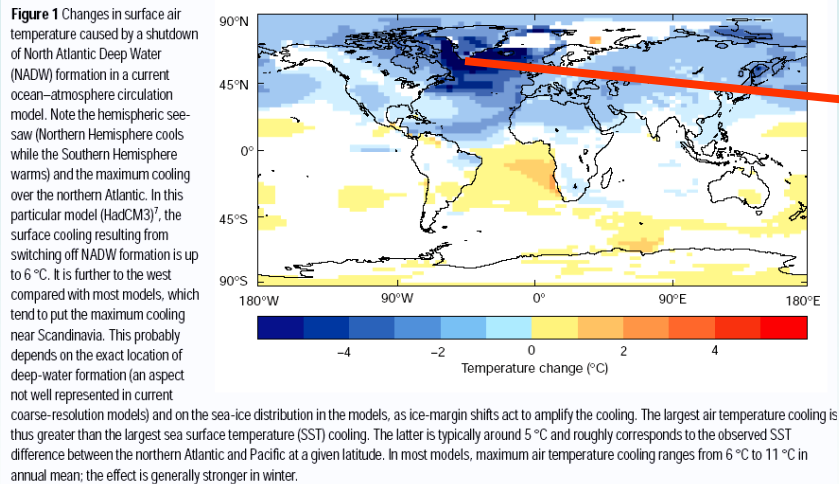 Figure 1 Changes in surface air
temperature caused by a shutdown
of North Atlantic Deep Water
(NADW) formation in a current
ocean–atmosphere circulation
model. Note the hemispheric see-
saw (Northern Hemisphere cools
while the Southern Hemisphere
warms) and the maximum cooling
over the northern Atlantic. In this
particular model (HadCM3)⁷, the
surface cooling resulting from
switching off NADW formation is up
to 6 °C. It is further to the west
compared with most models, which
tend to put the maximum cooling
near Scandinavia. This probably
depends on the exact location of
deep-water formation (an aspect
not well represented in current
coarse-resolution models) and on the sea-ice distribution in the models, as ice-margin shifts act to amplify the cooling. The largest air temperature cooling is
thus greater than the largest sea surface temperature (SST) cooling. The latter is typically around 5 °C and roughly corresponds to the observed SST
difference between the northern Atlantic and Pacific at a given latitude. In most models, maximum air temperature cooling ranges from 6 °C to 11 °C in
annual mean; the effect is generally stronger in winter.
90°N
45°N
0°
45°S
90°S
180°W 90°W 0° 90°E 180°E
–4 –2 0 2 4
Temperature change (°C)